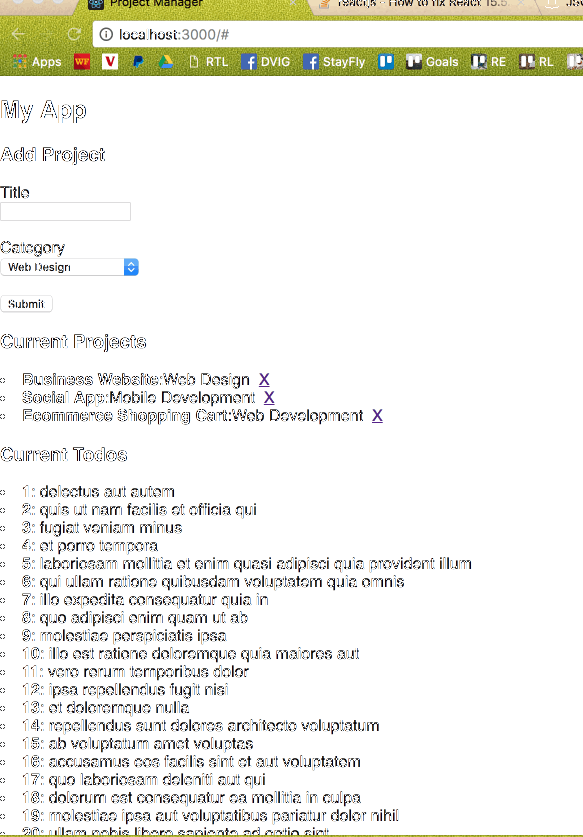 Project Manager
reactjs - How to fix React 15.5
localhost:3000/#
Apps WF V RTL DVIG StayFly Goals RE RL
My App
Add Project
Title
Category
Web Design
Submit
Current Projects
Business Website:Web Design X
Social App:Mobile Development X
Ecommerce Shopping Cart:Web Development X
Current Todos
1: delectus aut autem
2: quis ut nam facilis et officia qui
3: fugiat veniam minus
4: et porro tempora
5: laboriosam mollitia et enim quasi adipisci quia provident illum
6: qui ullam ratione quibusdam voluptatem quia omnis
7: illo expedita consequatur quia in
8: quo adipisci enim quam ut ab
9: molestiae perspiciatis ipsa
10: illo est ratione doloremque quia maiores aut
11: vero rerum temporibus dolor
12: ipsa repellendus fugit nisi
13: et doloremque nulla
14: repellendus sunt dolores architecto voluptatum
15: ab voluptatum amet voluptas
16: accusamus eos facilis sint et aut voluptatem
17: quo laboriosam deleniti aut qui
18: dolorum est consequatur ea mollitia in culpa
19: molestiae ipsa aut voluptatibus pariatur dolor nihil
20: ullam nobis libero sapiente ad optio sint